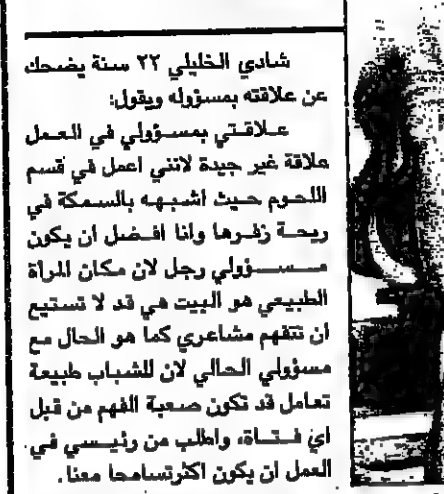 شادي الخليلي ٢٢ سنة يضحك
عن علاقته بمسؤوله ويقول:
علاقتي بمسؤولي في العمل
علاقة غير جيدة لانني اعمل في قسم
اللحوم حيث اشبهه بالسمكة في
ريحة زفرها وانا افضل ان يكون
مسؤولي رجل لان مكان المرأة
الطبيعي هو البيت هي قد لا تستيع
ان تتفهم مشاعري كما هو الحال مع
مسؤولي الحالي لان للشباب طبيعة
تعامل قد تكون صعبة الفهم من قبل
اي فتاة، واطلب من رئيسي في
العمل ان يكون اكثرتسامحا معنا.